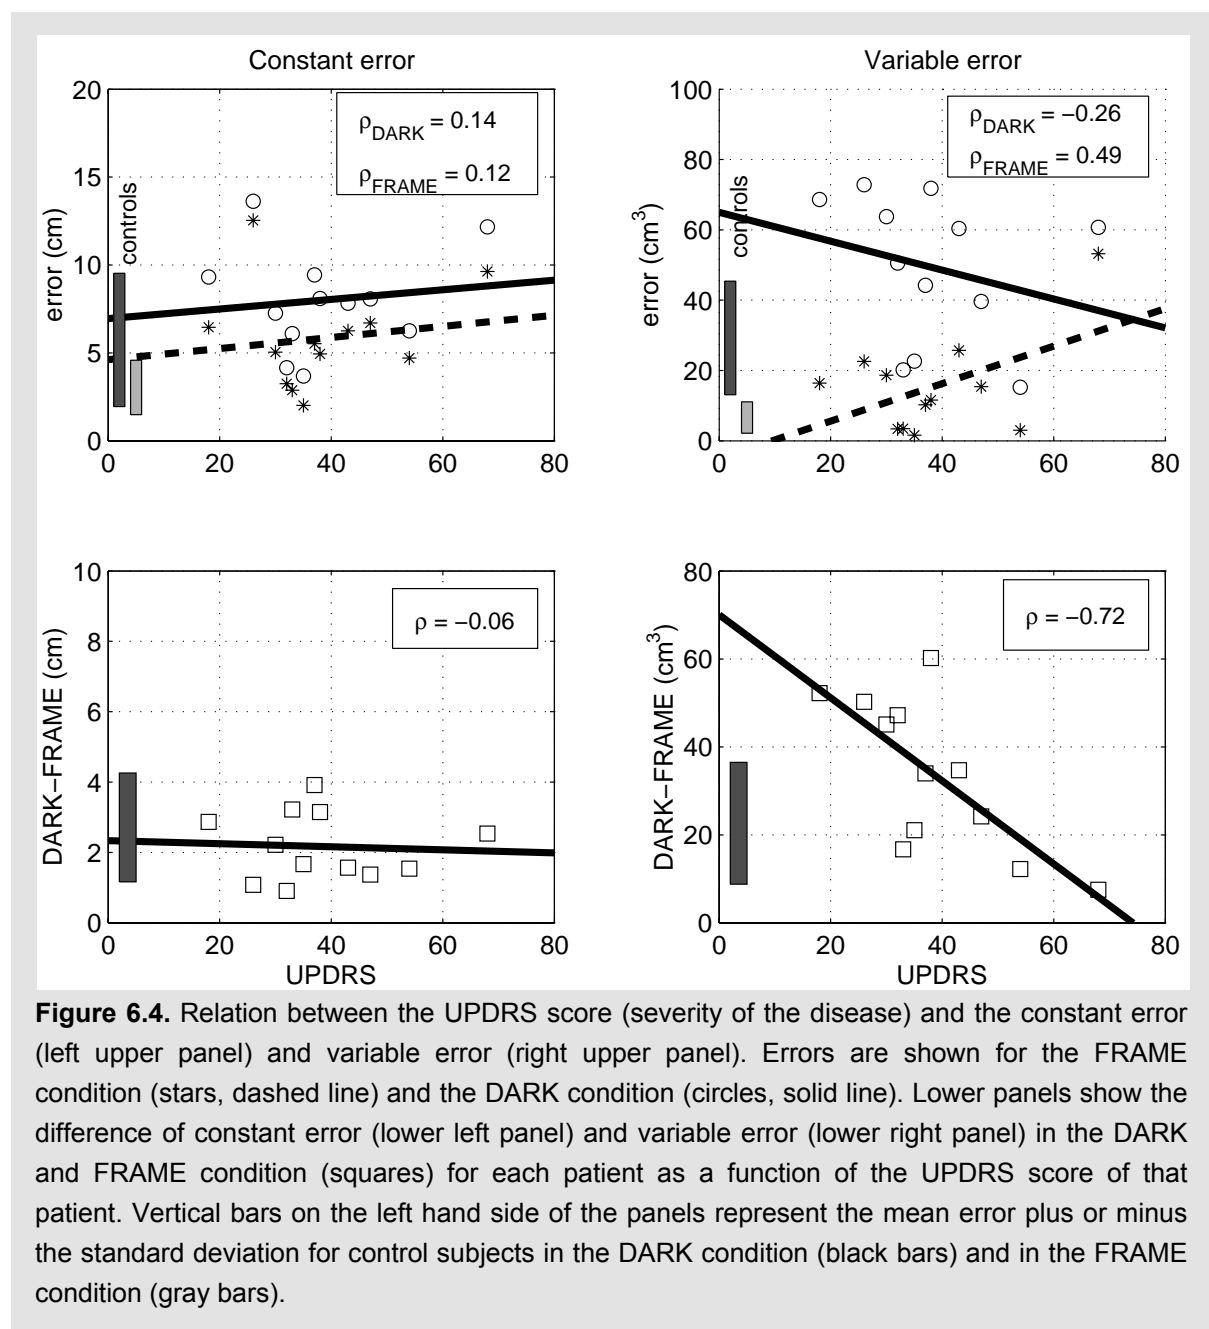 Constant error
20
15
10
5
0
0 20 40 60 80
error (cm)
controls
ρDARK = 0.14
ρFRAME = 0.12
Variable error
100
80
60
40
20
0
0 20 40 60 80
error (cm³)
controls
ρDARK = −0.26
ρFRAME = 0.49
10
8
6
4
2
0
0 20 40 60 80
DARK−FRAME (cm)
UPDRS
ρ = −0.06
80
60
40
20
0
0 20 40 60 80
DARK−FRAME (cm³)
UPDRS
ρ = −0.72
Figure 6.4. Relation between the UPDRS score (severity of the disease) and the constant error
(left upper panel) and variable error (right upper panel). Errors are shown for the FRAME
condition (stars, dashed line) and the DARK condition (circles, solid line). Lower panels show the
difference of constant error (lower left panel) and variable error (lower right panel) in the DARK
and FRAME condition (squares) for each patient as a function of the UPDRS score of that
patient. Vertical bars on the left hand side of the panels represent the mean error plus or minus
the standard deviation for control subjects in the DARK condition (black bars) and in the FRAME
condition (gray bars).